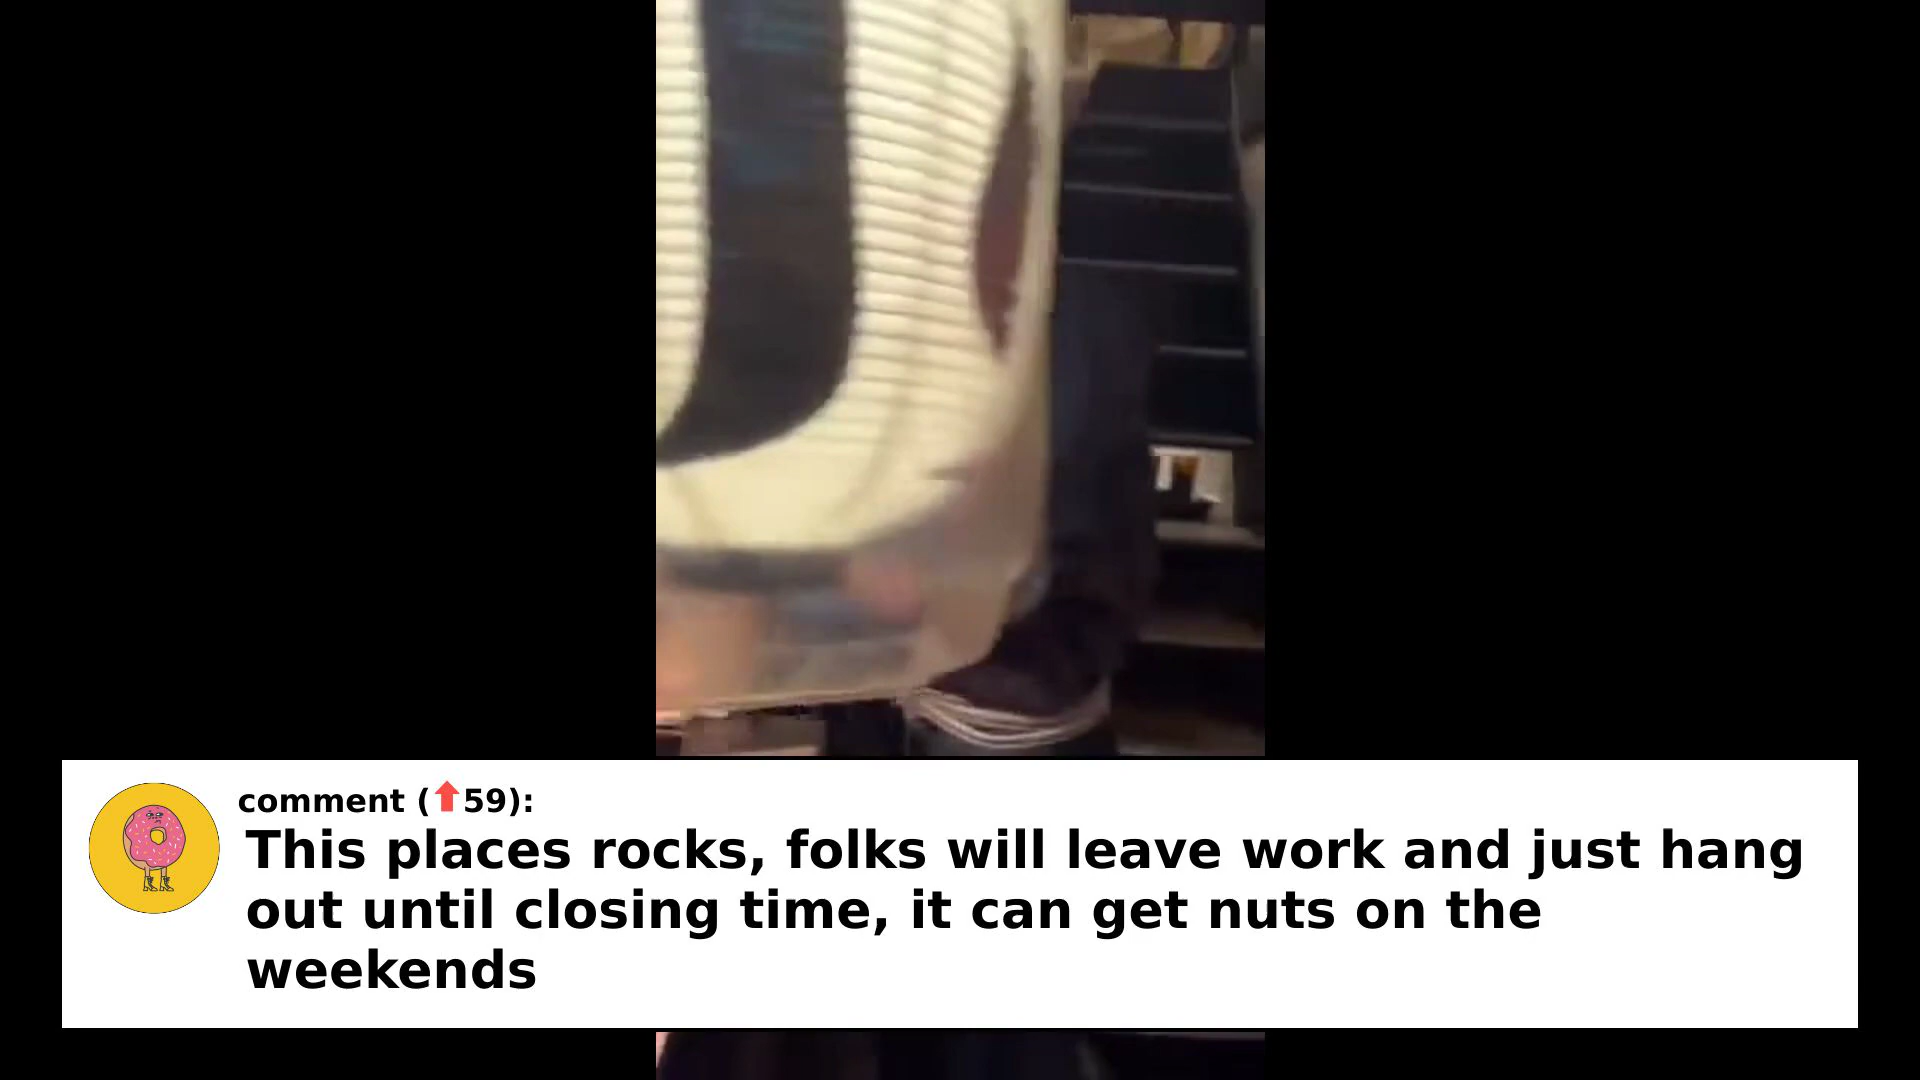 comment (⬆59):
This places rocks, folks will leave work and just hang
out until closing time, it can get nuts on the
weekends